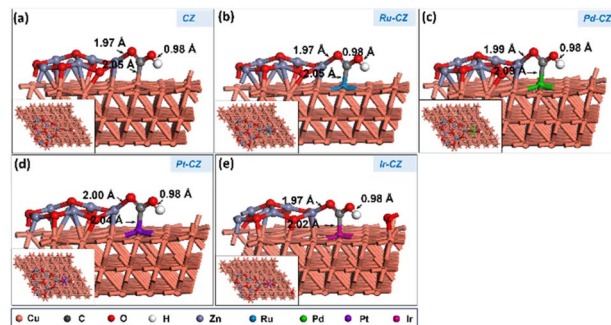 (a) CZ
1.97 Å 0.98 Å
2.05 Å
(b) Ru-CZ
1.97 Å 0.98 Å
2.05 Å
(c) Pd-CZ
1.99 Å 0.98 Å
2.09 Å
(d) Pt-CZ
2.00 Å 0.98 Å
2.04 Å
(e) Ir-CZ
1.97 Å 0.98 Å
2.02 Å
Cu C O H Zn Ru Pd Pt Ir